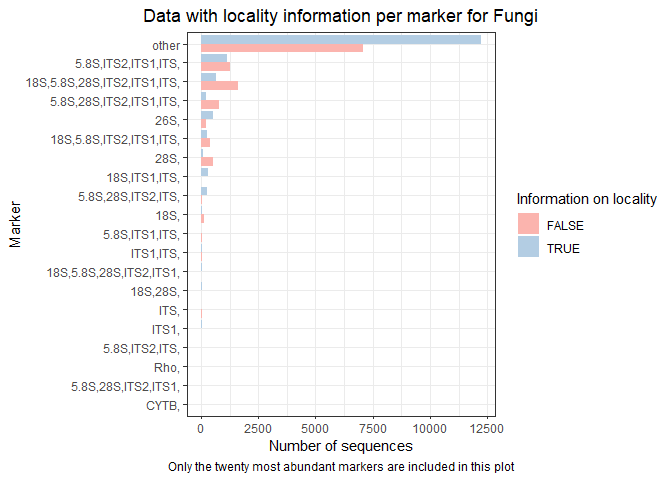 Data with locality information per marker for Fungi
Marker
other
5.8S,ITS2,ITS1,ITS,
18S,5.8S,28S,ITS2,ITS1,ITS,
5.8S,28S,ITS2,ITS1,ITS,
26S,
18S,5.8S,ITS2,ITS1,ITS,
28S,
18S,ITS1,ITS,
5.8S,28S,ITS2,ITS,
18S,
5.8S,ITS1,ITS,
ITS1,ITS,
18S,5.8S,28S,ITS2,ITS1,
18S,28S,
ITS,
ITS1,
5.8S,ITS2,ITS,
Rho,
5.8S,28S,ITS2,ITS1,
CYTB,
0 2500 5000 7500 10000 12500
Number of sequences
Only the twenty most abundant markers are included in this plot
Information on locality
FALSE
TRUE